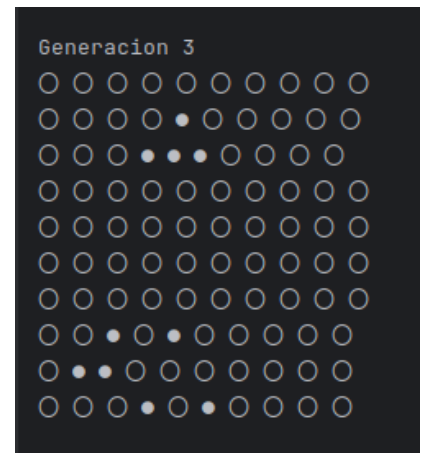 Generacion 3
○ ○ ○ ○ ○ ○ ○ ○ ○ ○
○ ○ ○ ○ ● ○ ○ ○ ○ ○
○ ○ ○ ● ● ● ○ ○ ○ ○
○ ○ ○ ○ ○ ○ ○ ○ ○ ○
○ ○ ○ ○ ○ ○ ○ ○ ○ ○
○ ○ ○ ○ ○ ○ ○ ○ ○ ○
○ ○ ○ ○ ○ ○ ○ ○ ○ ○
○ ○ ● ○ ● ○ ○ ○ ○ ○
○ ● ● ○ ○ ○ ○ ○ ○ ○
○ ○ ○ ● ○ ● ○ ○ ○ ○